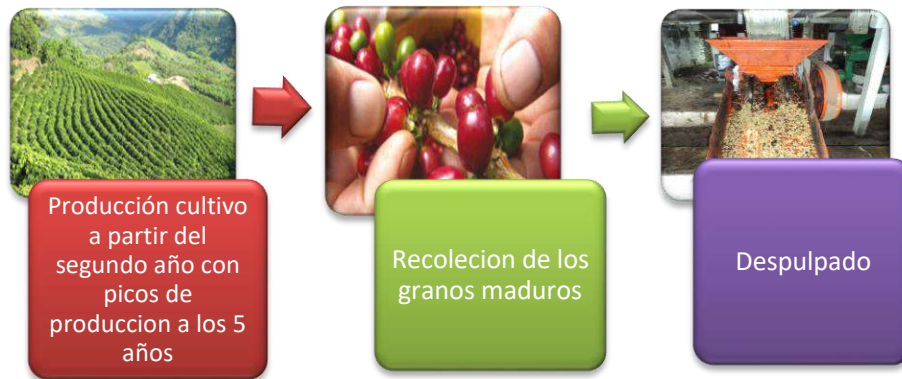 Producción cultivo
a partir del
segundo año con
picos de
produccion a los 5
años
Recolecion de los
granos maduros
Despulpado